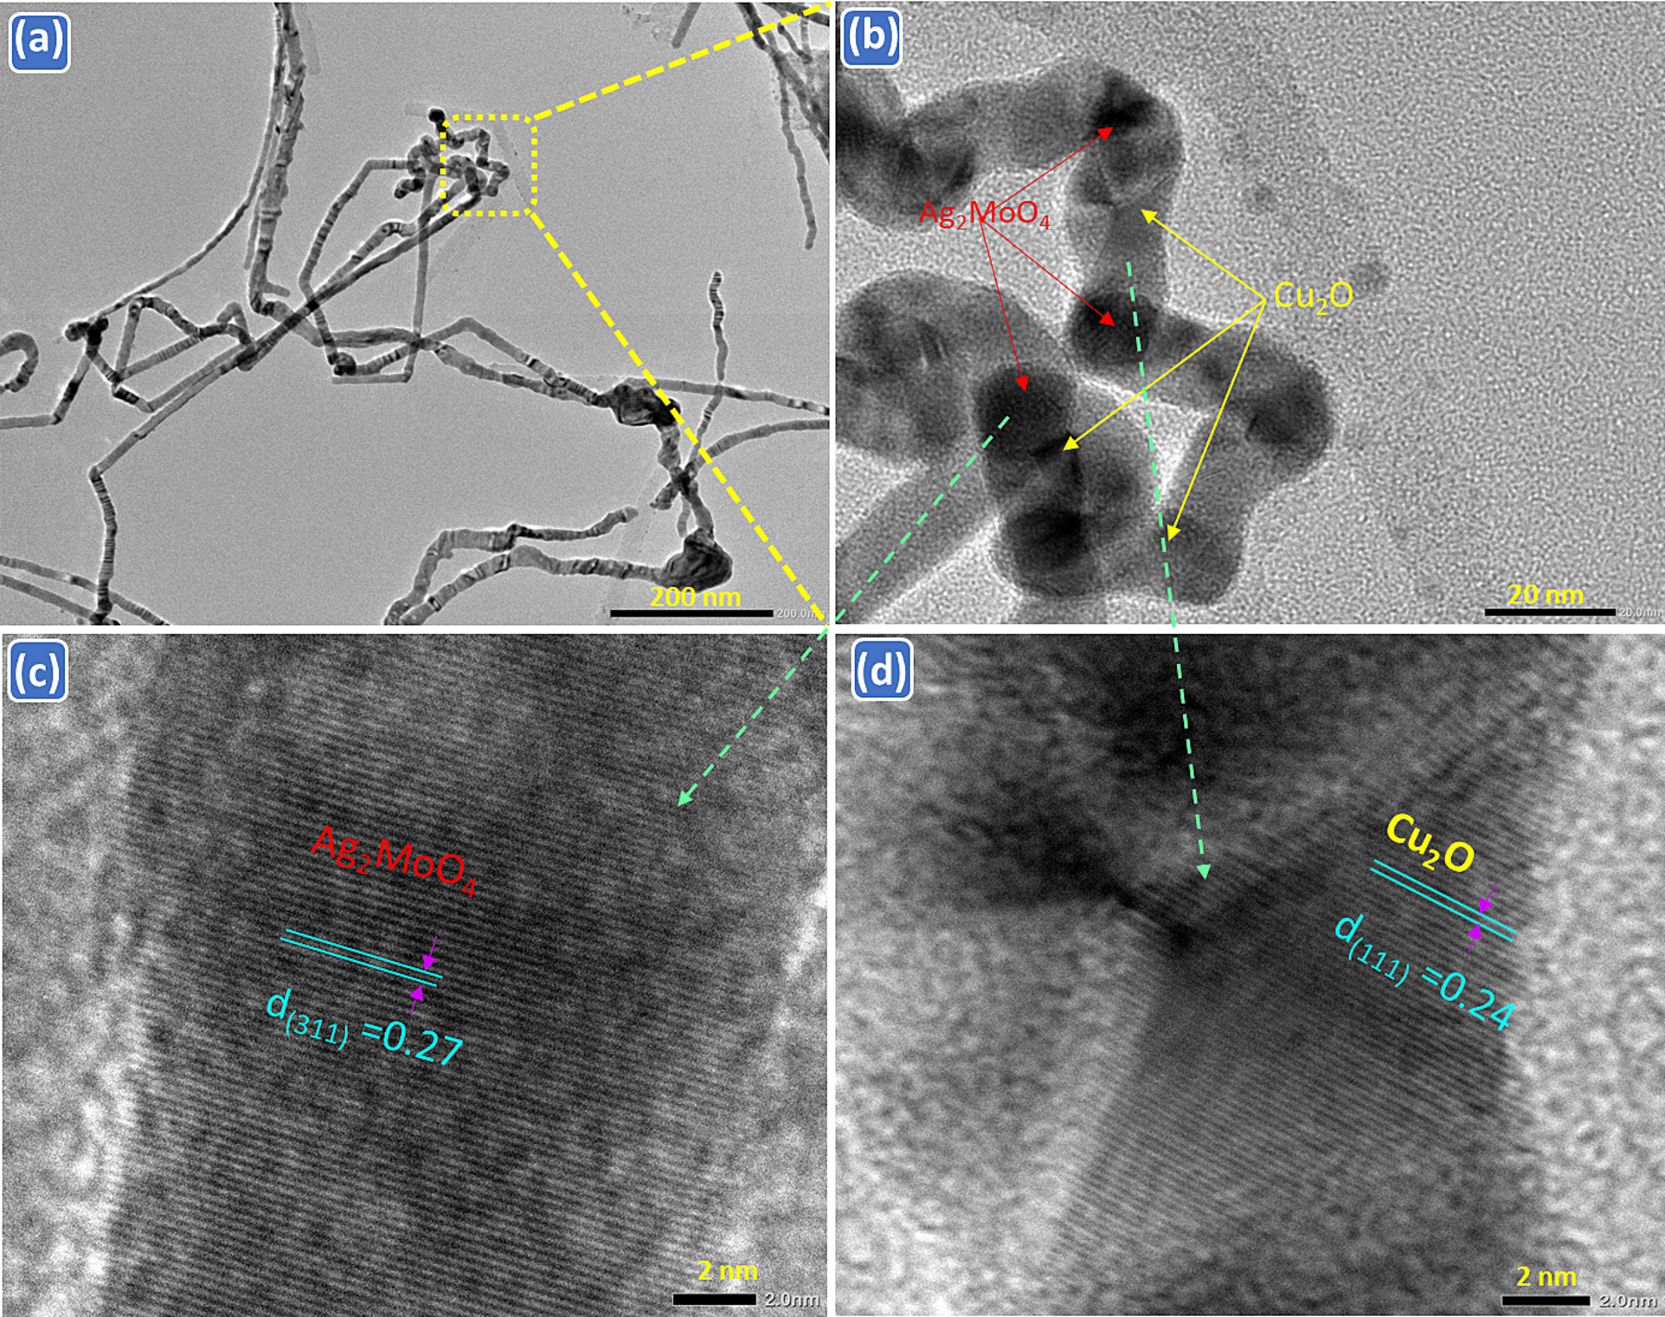 (a)
200 nm
200.0nm
(b)
Ag₂MoO₄
Cu₂O
20 nm
20.0nm
(c)
Ag₂MoO₄
d₍₃₁₁₎ =0.27
2 nm
2.0nm
(d)
Cu₂O
d₍₁₁₁₎ =0.24
2 nm
2.0nm